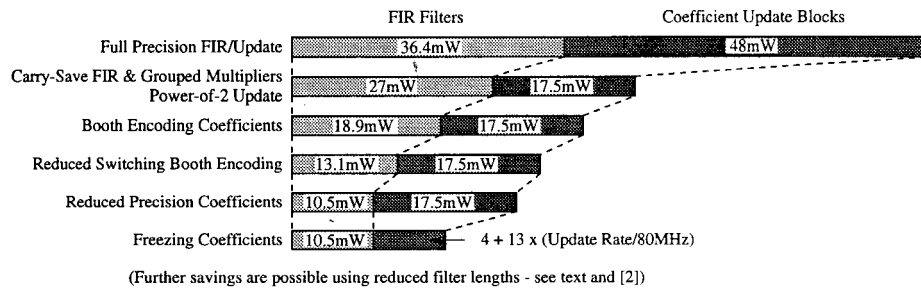 FIR Filters Coefficient Update Blocks
Full Precision FIR/Update 36.4mW 48mW
Carry-Save FIR & Grouped Multipliers
Power-of-2 Update 27mW 17.5mW
Booth Encoding Coefficients 18.9mW 17.5mW
Reduced Switching Booth Encoding 13.1mW 17.5mW
Reduced Precision Coefficients 10.5mW 17.5mW
Freezing Coefficients 10.5mW 4 + 13 x (Update Rate/80MHz)
(Further savings are possible using reduced filter lengths - see text and [2])